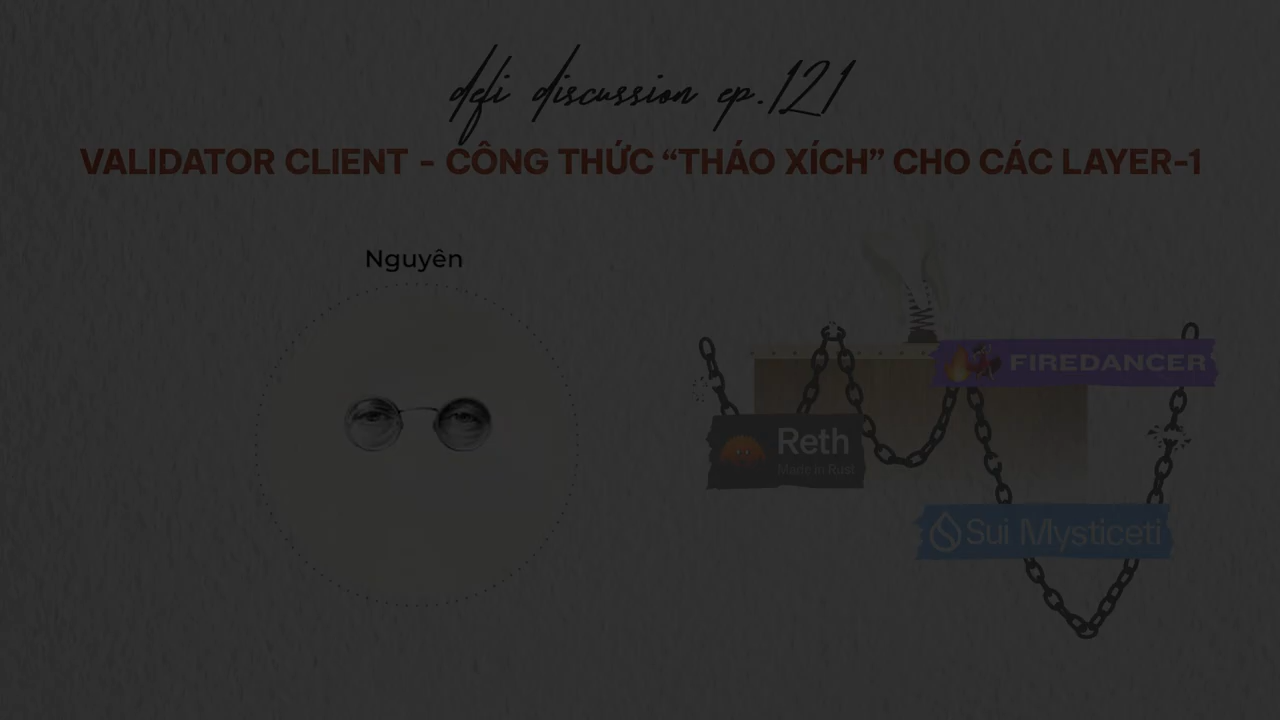 defi discussion ep.121
VALIDATOR CLIENT - CÔNG THỨC “THÁO XÍCH” CHO CÁC LAYER-1
Nguyên
FIREDANCER
Reth
Made in Rust
Sui Mysticeti